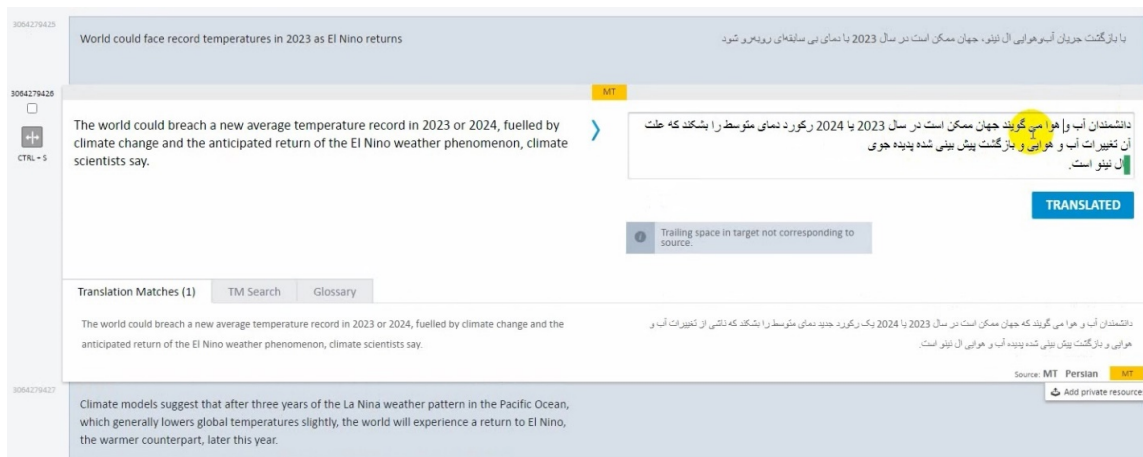 3064279425
World could face record temperatures in 2023 as El Nino returns
با بازگشت جریان آب‌وهوایی ال نینو، جهان ممکن است در سال 2023 با دمای بی سابقه‌ای روبه‌رو شود
3064279426
MT
CTRL + S
The world could breach a new average temperature record in 2023 or 2024, fuelled by
climate change and the anticipated return of the El Nino weather phenomenon, climate
scientists say.
دانشمندان آب و هوا می گویند جهان ممکن است در سال 2023 یا 2024 رکورد دمای متوسط را بشکند که علت
آن تغییرات آب و هوایی و بازگشت پیش بینی شده پدیده جوی
ال نینو است.
TRANSLATED
Trailing space in target not corresponding to
source.
Translation Matches (1) TM Search Glossary
The world could breach a new average temperature record in 2023 or 2024, fuelled by climate change and the
anticipated return of the El Nino weather phenomenon, climate scientists say.
دانشمندان آب و هوا می گویند که جهان ممکن است در سال 2023 یا 2024 یک رکورد جدید دمای متوسط را بشکند که ناشی از تغییرات آب و
هوایی و بازگشت پیش بینی شده پدیده آب و هوایی ال نینو است.
Source: MT Persian MT
Add private resource
3064279427
Climate models suggest that after three years of the La Nina weather pattern in the Pacific Ocean,
which generally lowers global temperatures slightly, the world will experience a return to El Nino,
the warmer counterpart, later this year.